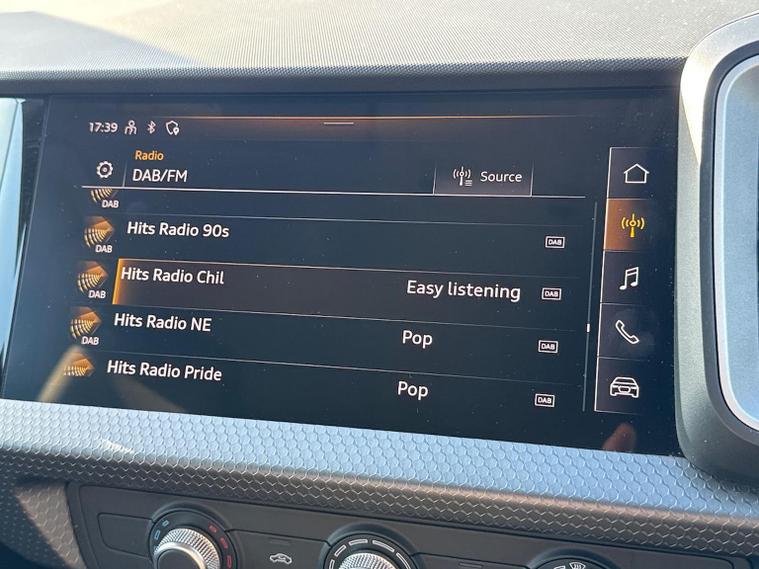 17:39
Radio
DAB/FM
Source
DAB
Hits Radio 90s
DAB
DAB
Hits Radio Chil
Easy listening
DAB
DAB
Hits Radio NE
Pop
DAB
DAB
Hits Radio Pride
Pop
DAB